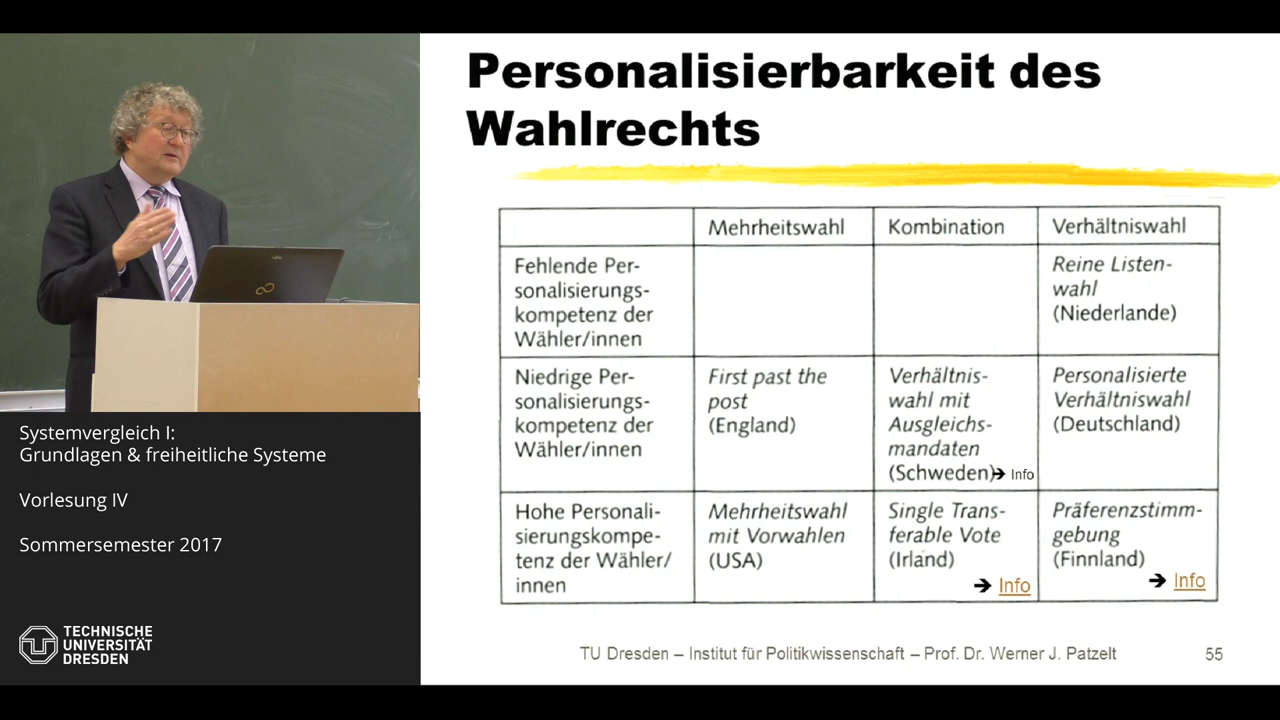 Personalisierbarkeit des
Wahlrechts
Mehrheitswahl
Kombination
Verhältniswahl
Fehlende Per-
sonalisierungs-
kompetenz der
Wähler/innen
Reine Listen-
wahl
(Niederlande)
Niedrige Per-
sonalisierungs-
kompetenz der
Wähler/innen
First past the
post
(England)
Verhältnis-
wahl mit
Ausgleichs-
mandaten
(Schweden)➔ Info
Personalisierte
Verhältniswahl
(Deutschland)
Hohe Personali-
sierungskompe-
tenz der Wähler/
innen
Mehrheitswahl
mit Vorwahlen
(USA)
Single Trans-
ferable Vote
(Irland)
➔ Info
Präferenzstimm-
gebung
(Finnland)
➔ Info
TU Dresden – Institut für Politikwissenschaft – Prof. Dr. Werner J. Patzelt
55
Systemvergleich I:
Grundlagen & freiheitliche Systeme
Vorlesung IV
Sommersemester 2017
TECHNISCHE
UNIVERSITÄT
DRESDEN